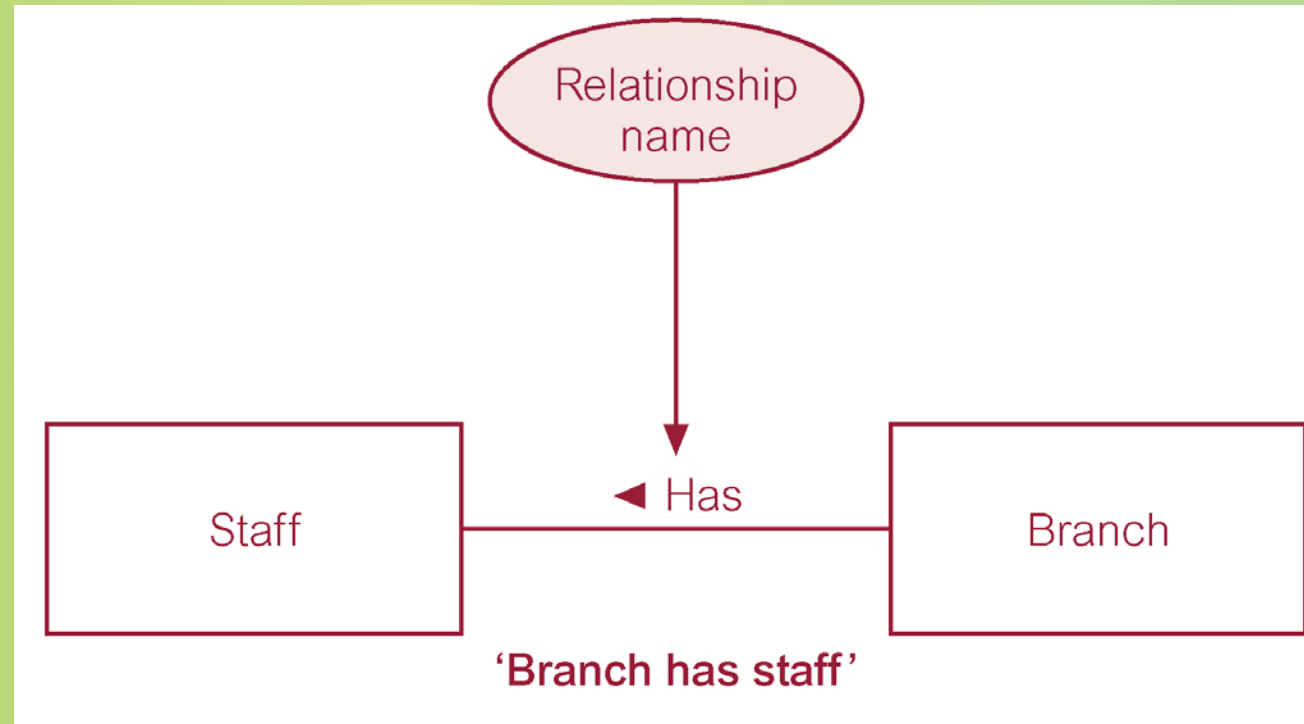 Relationship
name
◄ Has
Staff
Branch
‘Branch has staff’